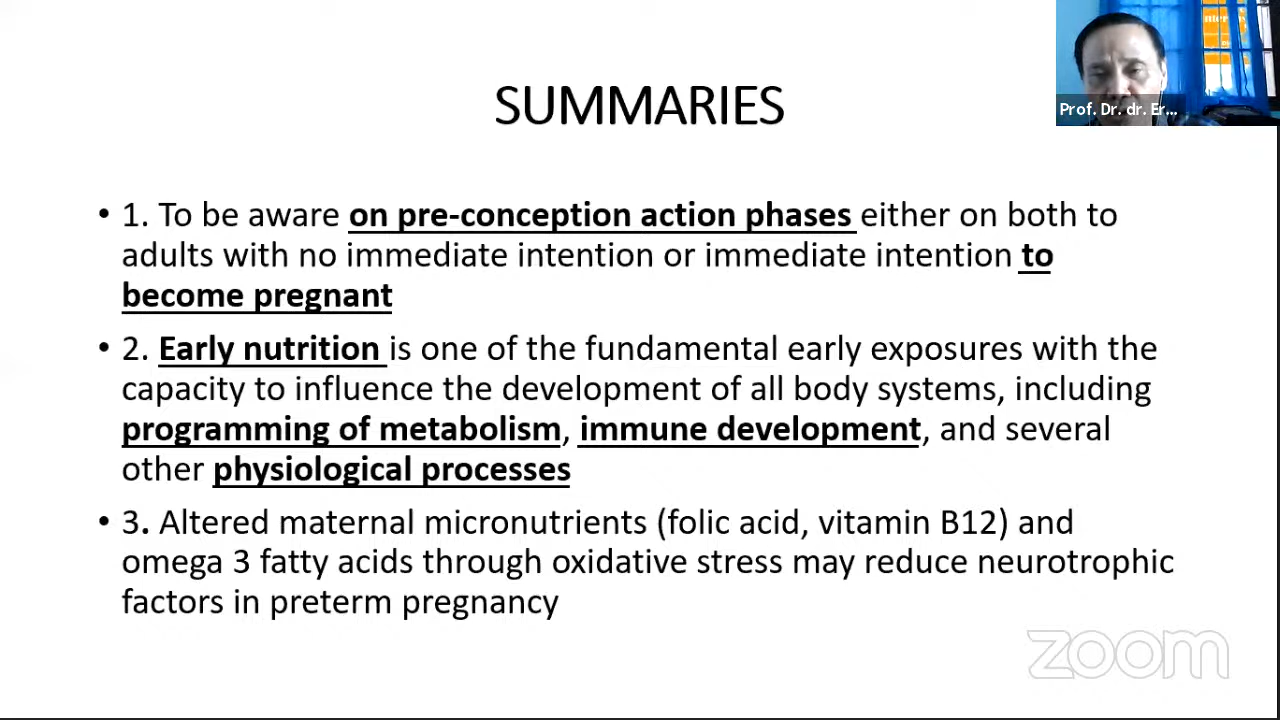 Prof. Dr. dr. Er...
SUMMARIES
• 1. To be aware on pre-conception action phases either on both to
adults with no immediate intention or immediate intention to
become pregnant
• 2. Early nutrition is one of the fundamental early exposures with the
capacity to influence the development of all body systems, including
programming of metabolism, immune development, and several
other physiological processes
• 3. Altered maternal micronutrients (folic acid, vitamin B12) and
omega 3 fatty acids through oxidative stress may reduce neurotrophic
factors in preterm pregnancy
zoom